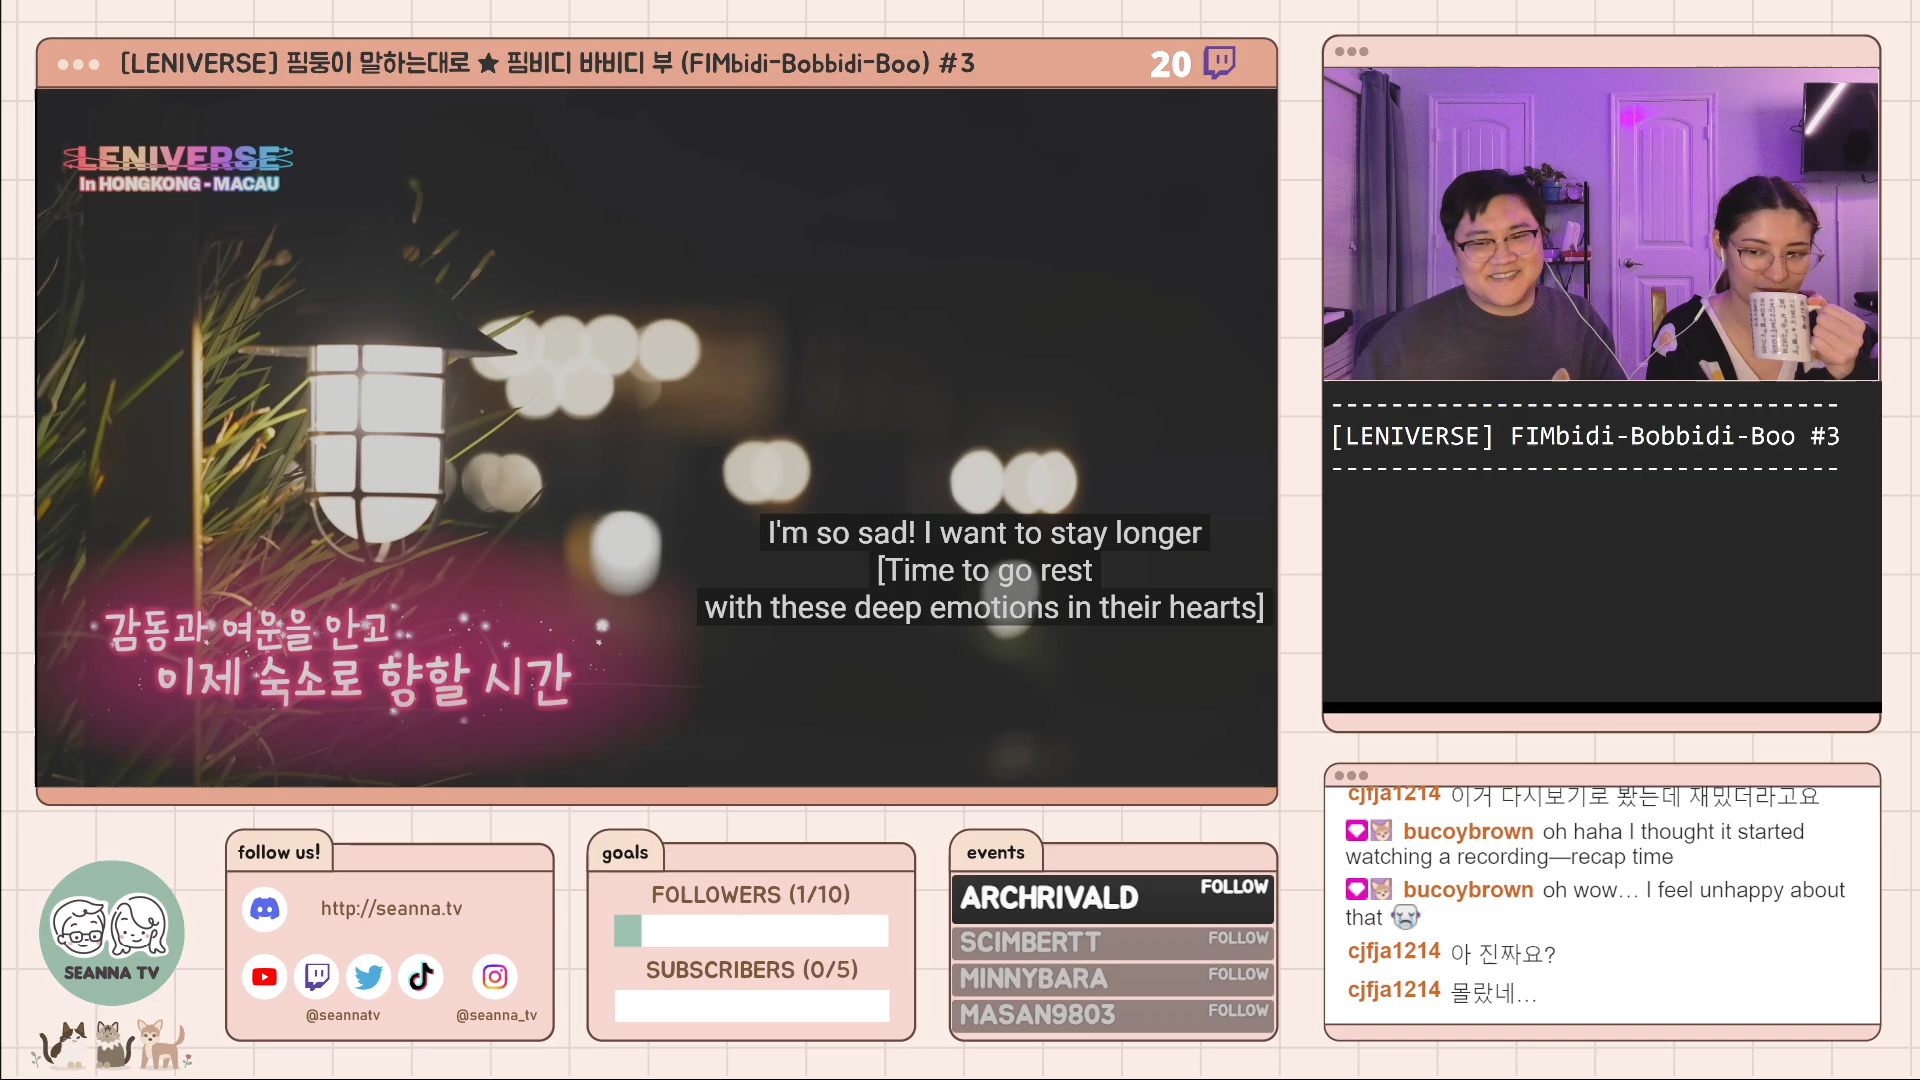 [LENIVERSE] 핌둥이 말하는대로 ★ 핌비디 바비디 부 (FIMbidi-Bobbidi-Boo) #3
20
LENIVERSE
In HONGKONG - MACAU
I'm so sad! I want to stay longer
[Time to go rest
with these deep emotions in their hearts]
감동과 여운을 안고
이제 숙소로 향할 시간
--------------------------------
[LENIVERSE] FIMbidi-Bobbidi-Boo #3
--------------------------------
cjfja1214 이거 다시보기로 봤는데 재밌더라고요
bucoybrown oh haha I thought it started
watching a recording—recap time
bucoybrown oh wow... I feel unhappy about
that
cjfja1214 아 진짜요?
cjfja1214 몰랐네...
SEANNA TV
follow us!
http://seanna.tv
@seannatv
@seanna_tv
goals
FOLLOWERS (1/10)
SUBSCRIBERS (0/5)
events
ARCHRIVALD FOLLOW
SCIMBERTT FOLLOW
MINNYBARA FOLLOW
MASAN9803 FOLLOW